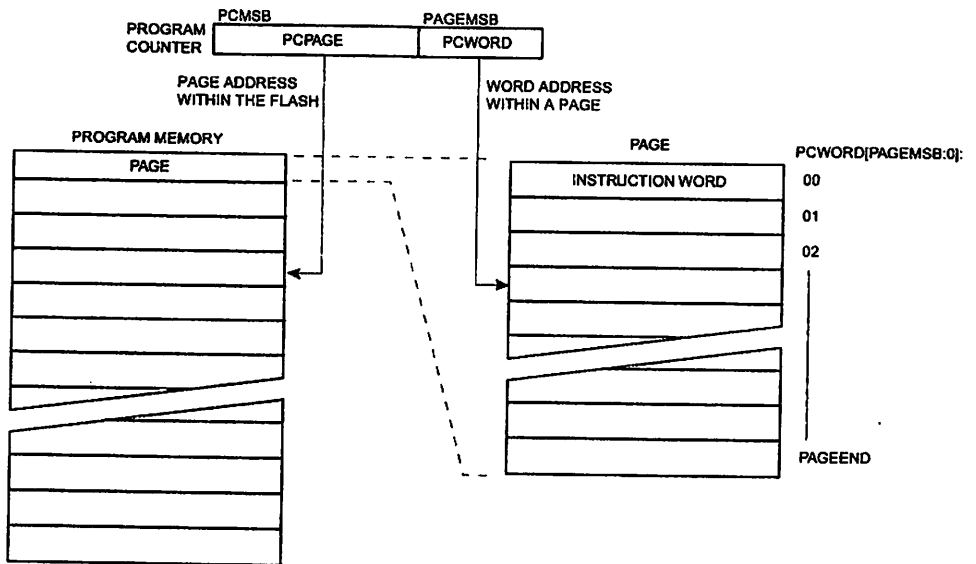 PCMSB
PAGEMSB
PROGRAM
COUNTER
PCPAGE
PCWORD
PAGE ADDRESS
WITHIN THE FLASH
WORD ADDRESS
WITHIN A PAGE
PROGRAM MEMORY
PAGE
PAGE
PCWORD[PAGEMSB:0]:
INSTRUCTION WORD
00
01
02
PAGEEND